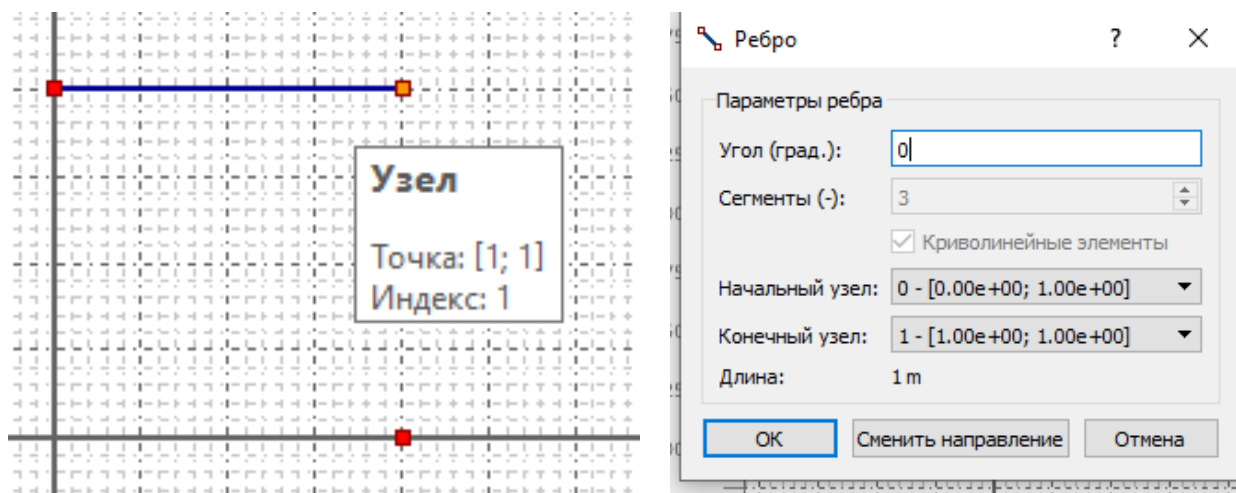 Узел
Точка: [1; 1]
Индекс: 1
Ребро
?
Параметры ребра
Угол (град.):
0
Сегменты (-):
3
Криволинейные элементы
Начальный узел:
0 - [0.00e+00; 1.00e+00]
Конечный узел:
1 - [1.00e+00; 1.00e+00]
Длина:
1 m
OK
Сменить направление
Отмена